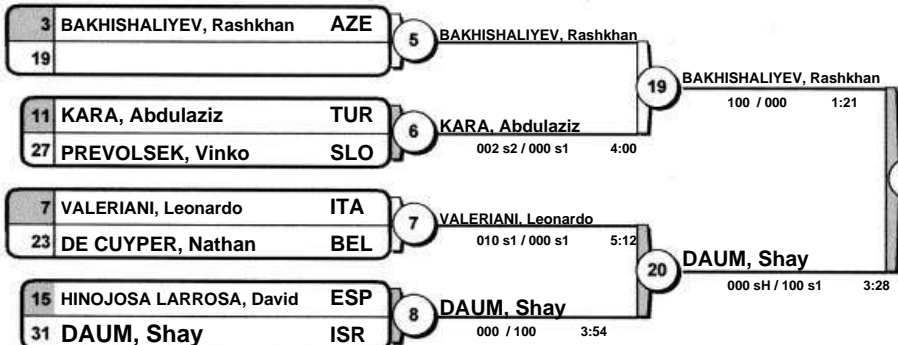 3 BAKHISHALIYEV, Rashkhan AZE
19
5
BAKHISHALIYEV, Rashkhan
11 KARA, Abdulaziz TUR
27 PREVOLSEK, Vinko SLO
6
KARA, Abdulaziz
002 s2 / 000 s1 4:00
19
BAKHISHALIYEV, Rashkhan
100 / 000 1:21
7 VALERIANI, Leonardo ITA
23 DE CUYPER, Nathan BEL
7
VALERIANI, Leonardo
010 s1 / 000 s1 5:12
15 HINOJOSA LARROSA, David ESP
31 DAUM, Shay ISR
8
DAUM, Shay
000 / 100 3:54
20
DAUM, Shay
000 sH / 100 s1 3:28